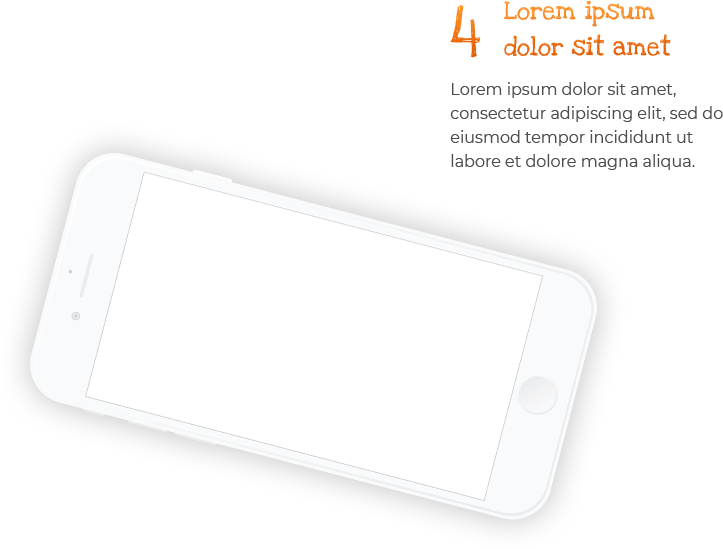 4 Lorem ipsum
dolor sit amet
Lorem ipsum dolor sit amet,
consectetur adipiscing elit, sed do
eiusmod tempor incididunt ut
labore et dolore magna aliqua.